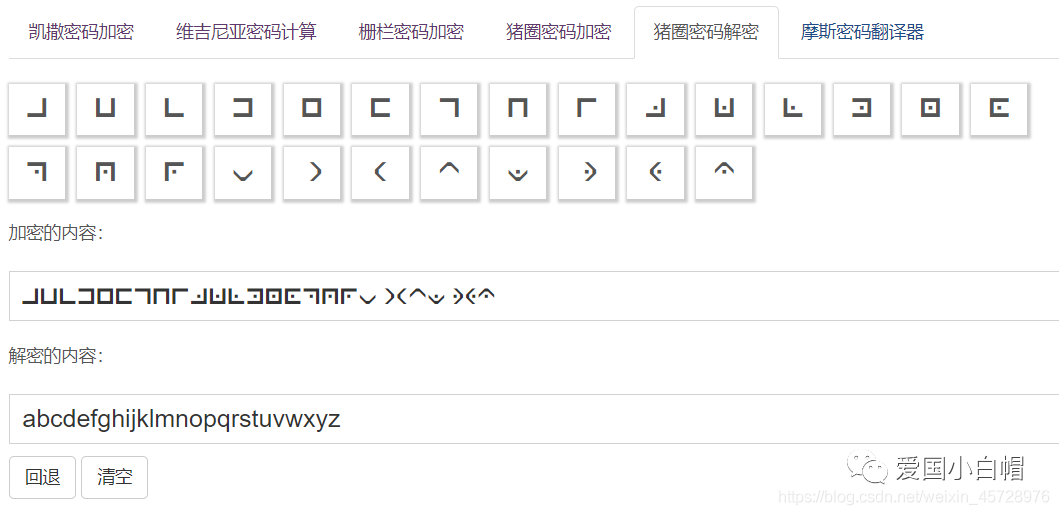 凯撒密码加密 维吉尼亚密码计算 栅栏密码加密 猪圈密码加密 猪圈密码解密 摩斯密码翻译器
加密的内容：
解密的内容：
abcdefghijklmnopqrstuvwxyz
回退 清空
爱国小白帽
https://blog.csdn.net/weixin_45728976